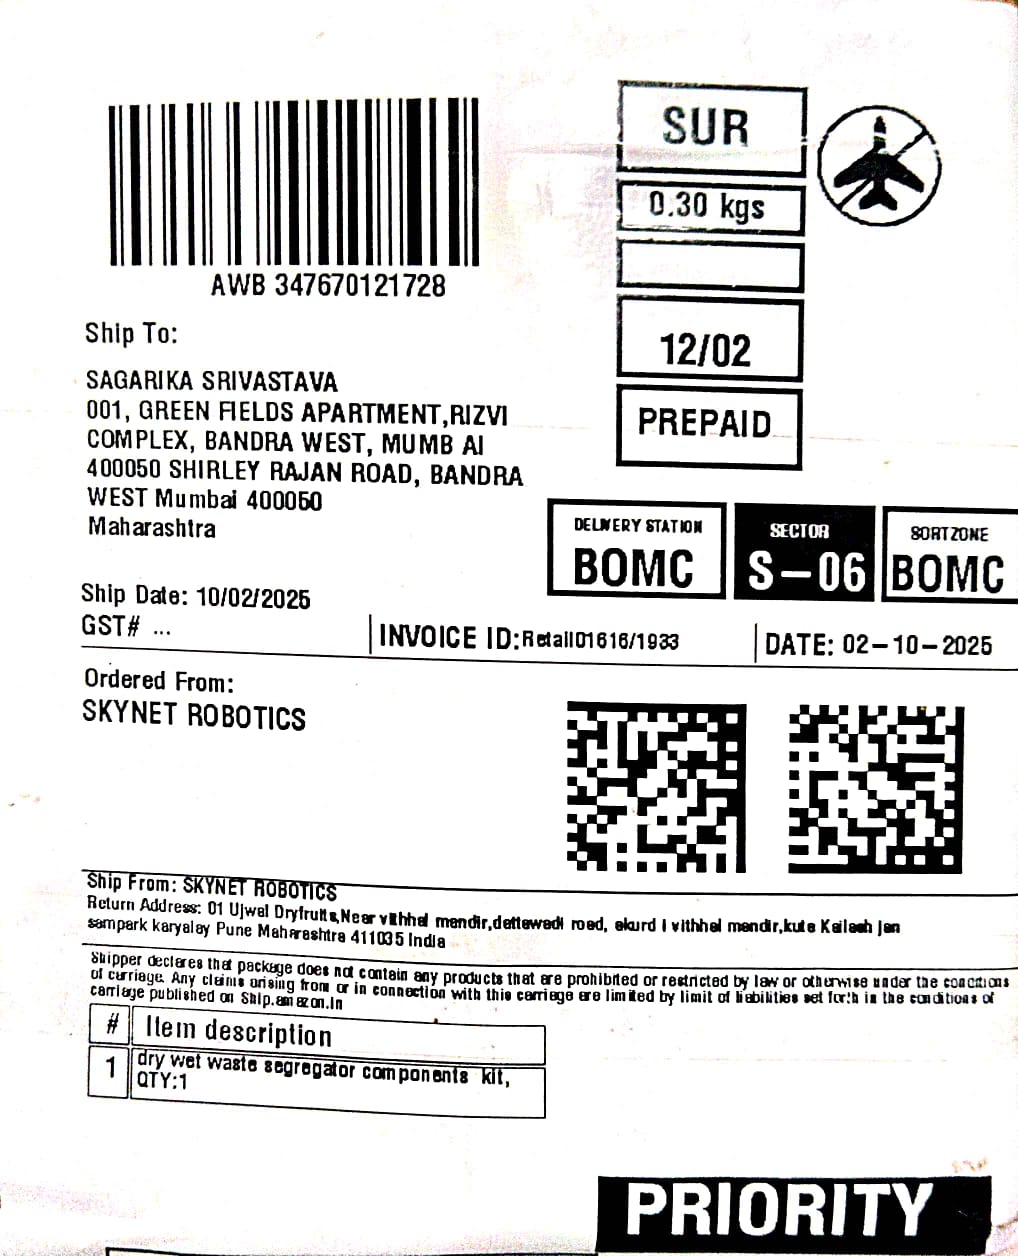 SUR
0.30 kgs
12/02
PREPAID
AWB 347670121728
Ship To:
SAGARIKA SRIVASTAVA
001, GREEN FIELDS APARTMENT,RIZVI
COMPLEX, BANDRA WEST, MUMB AI
400050 SHIRLEY RAJAN ROAD, BANDRA
WEST Mumbai 400050
Maharashtra
DELIVERY STATION
BOMC
SECTOR
S-06
SORTZONE
BOMC
Ship Date: 10/02/2025
GST# ...
INVOICE ID:Retail01616/1933
DATE: 02-10-2025
Ordered From:
SKYNET ROBOTICS
Ship From: SKYNET ROBOTICS
Return Address: 01 Ujwal Dryfruits,Near vithhal mandir,dattawadi road, akurd I vithhal mandir,kute Kailash Jan
sampark karyalay Pune Maharashtra 411035 India
Shipper declares that package does not contain any products that are prohibited or restricted by law or otherwise under the conditions
of carriage. Any claims arising from or in connection with this carriage are limited by limit of liabilities set forth in the conditions of
carriage published on Ship.amazon.in
# Item description
1 dry wet waste segregator components kit,
QTY:1
PRIORITY